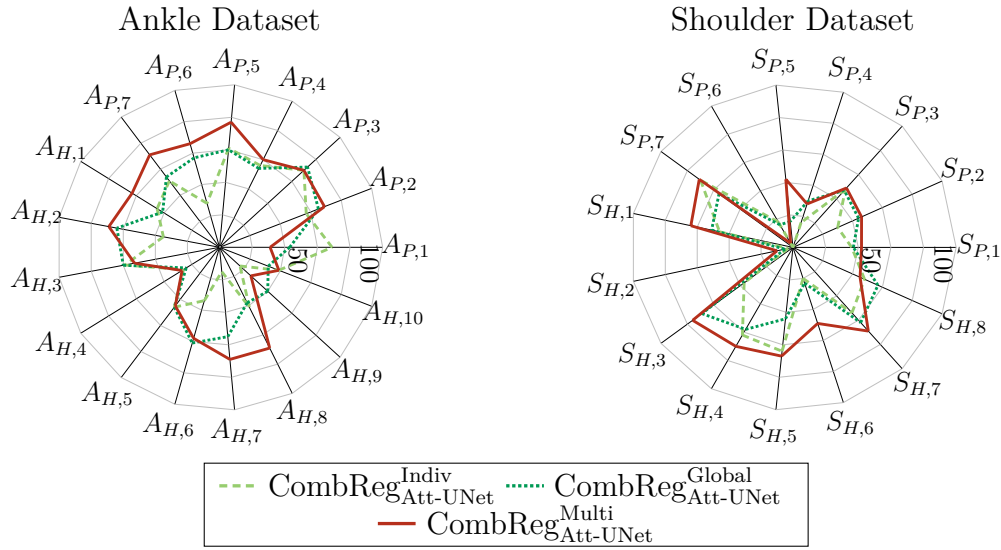 Ankle Dataset
Shoulder Dataset
A_{P,1}
A_{P,2}
A_{P,3}
A_{P,4}
A_{P,5}
A_{P,6}
A_{P,7}
A_{H,1}
A_{H,2}
A_{H,3}
A_{H,4}
A_{H,5}
A_{H,6}
A_{H,7}
A_{H,8}
A_{H,9}
A_{H,10}
50
100
S_{P,1}
S_{P,2}
S_{P,3}
S_{P,4}
S_{P,5}
S_{P,6}
S_{P,7}
S_{H,1}
S_{H,2}
S_{H,3}
S_{H,4}
S_{H,5}
S_{H,6}
S_{H,7}
S_{H,8}
50
100
CombReg^{Indiv}_{Att-UNet} CombReg^{Global}_{Att-UNet}
CombReg^{Multi}_{Att-UNet}